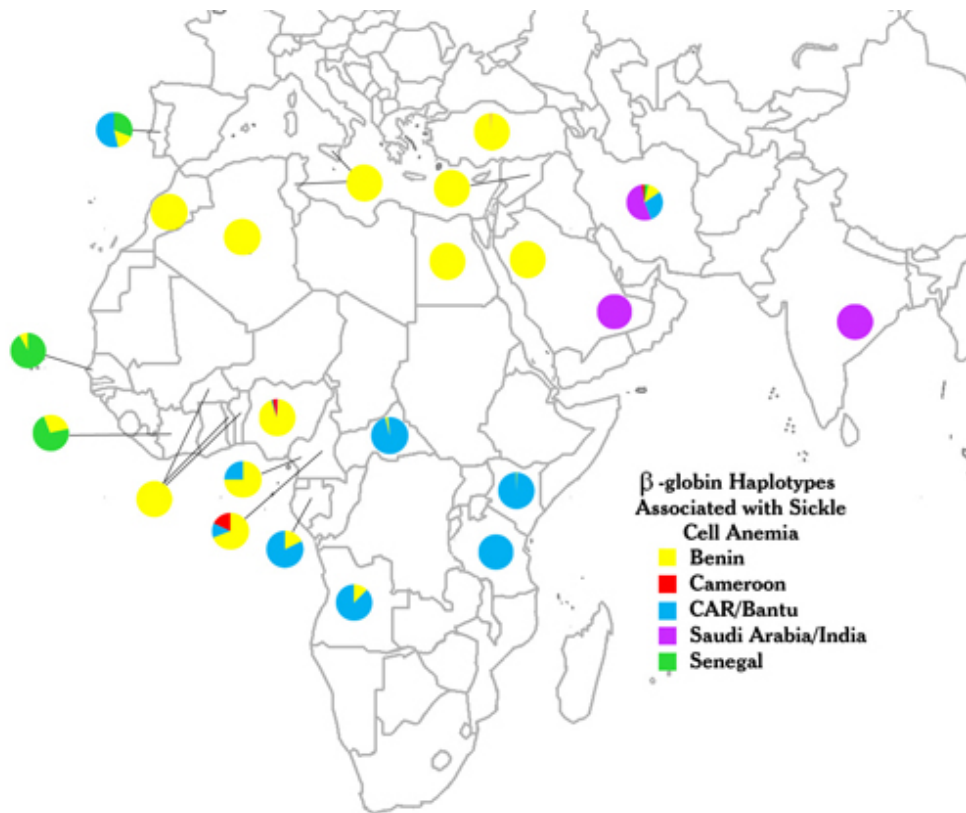 β-globin Haplotypes
Associated with Sickle
Cell Anemia
Benin
Cameroon
CAR/Bantu
Saudi Arabia/India
Senegal